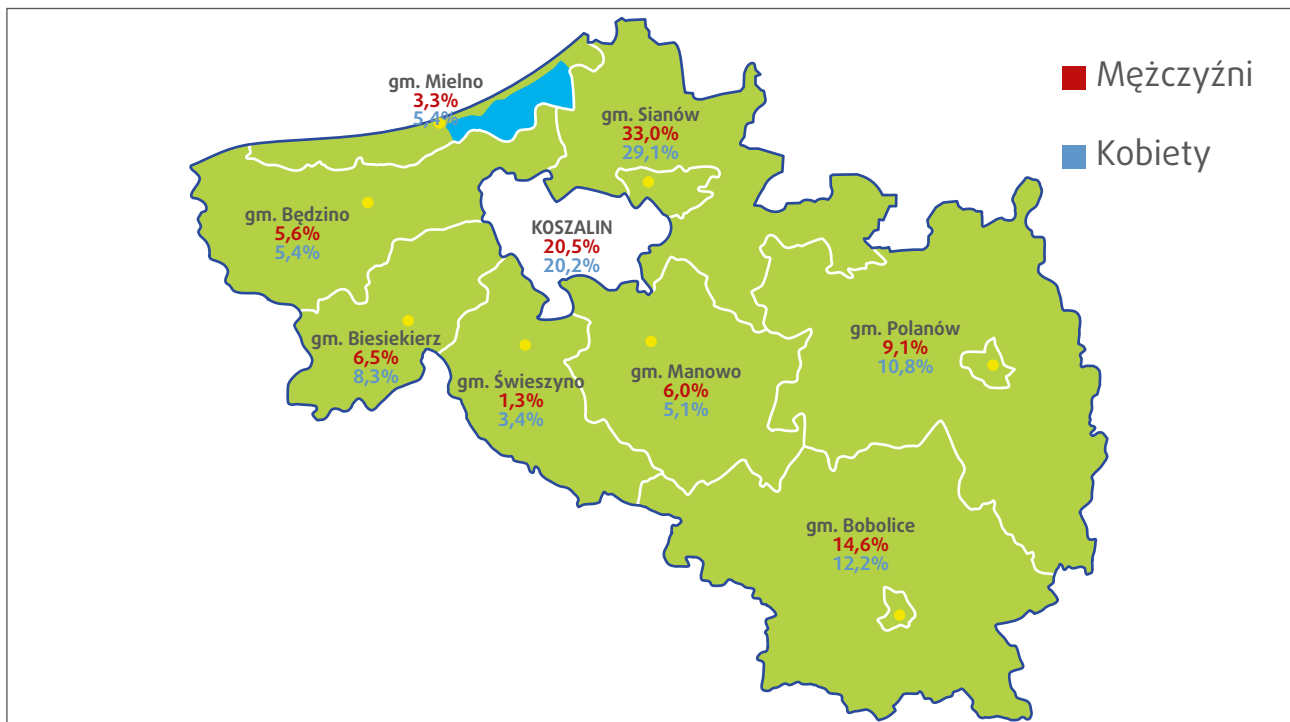 gm. Mielno
3,3%
5,4%
gm. Sianów
33,0%
29,1%
Mężczyźni
Kobiety
gm. Będzino
5,6%
5,4%
KOSZALIN
20,5%
20,2%
gm. Biesiekierz
6,5%
8,3%
gm. Świeszyno
1,3%
3,4%
gm. Manowo
6,0%
5,1%
gm. Polanów
9,1%
10,8%
gm. Bobolice
14,6%
12,2%